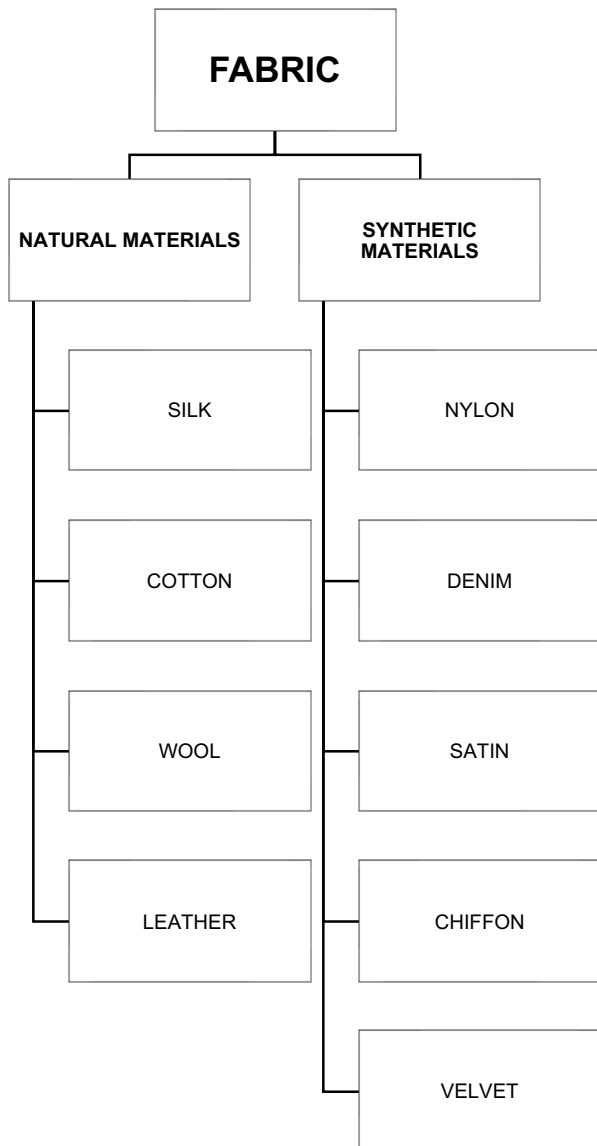 FABRIC
NATURAL MATERIALS
SYNTHETIC
MATERIALS
SILK
NYLON
COTTON
DENIM
WOOL
SATIN
LEATHER
CHIFFON
VELVET